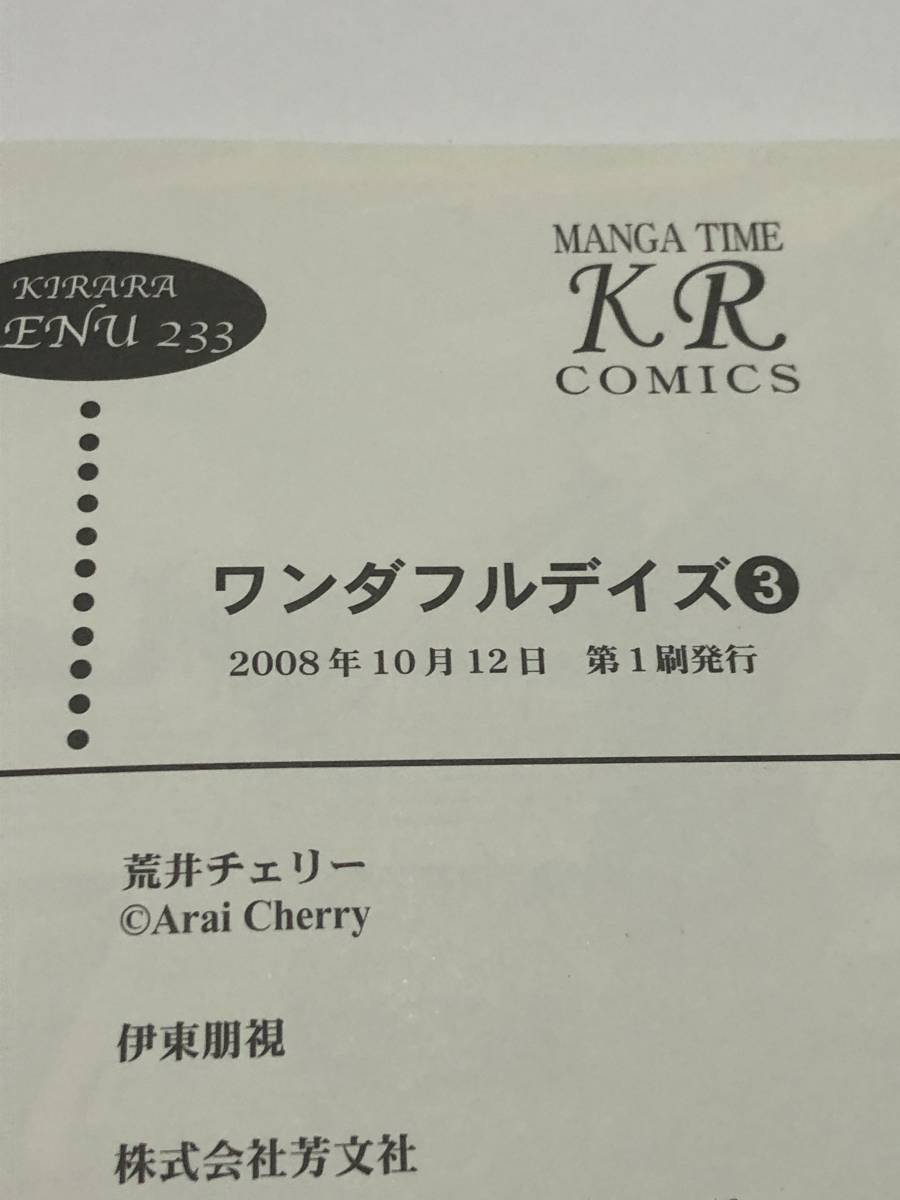 KIRARA
ENU 233
MANGA TIME
KR
COMICS
ワンダフルデイズ❸
2008年10月12日 第1刷発行
荒井チェリー
©Arai Cherry
伊東朋視
株式会社芳文社